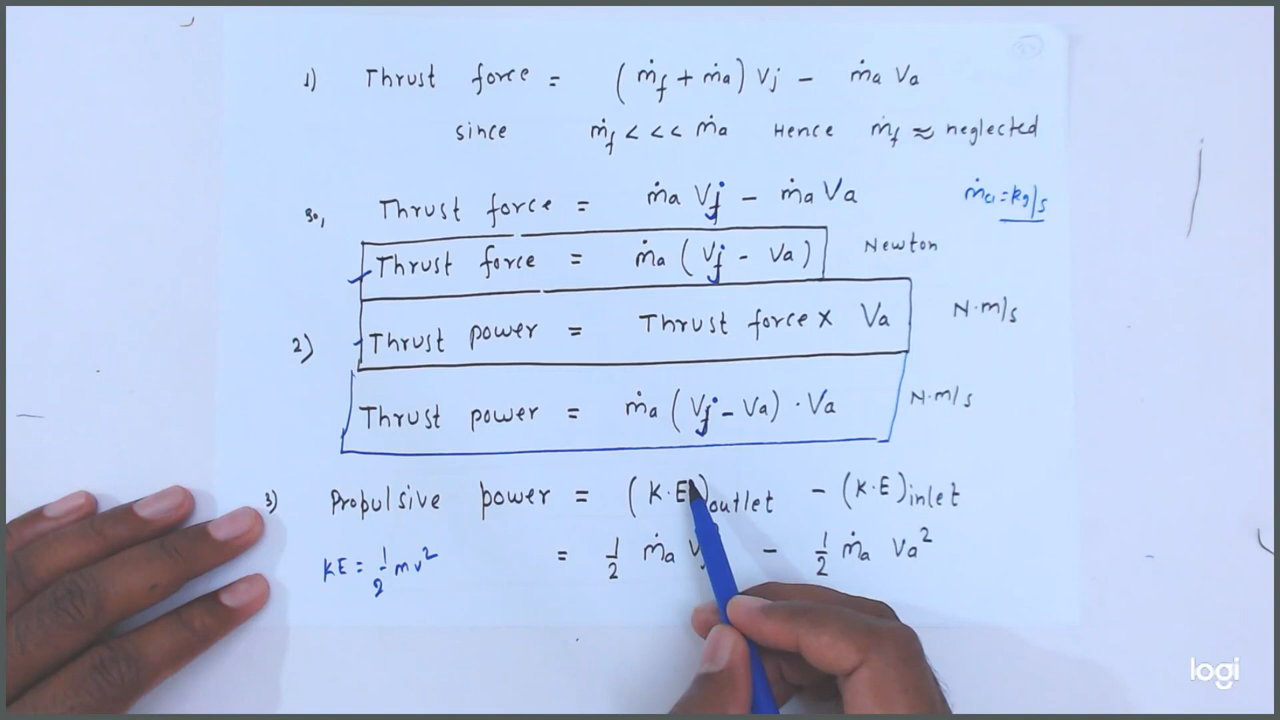 1) Thrust force = (ṁf + ṁa) Vj - ṁa Va
since ṁf < < < ṁa Hence ṁf ≈ neglected
So, Thrust force = ṁa Vj - ṁa Va ṁa = kg/s
Thrust force = ṁa (Vj - Va) Newton
2) Thrust power = Thrust force x Va N·m/s
Thrust power = ṁa (Vj - Va) · Va N·m/s
3) Propulsive power = (K·E)outlet - (K·E)inlet
KE = 1/2 mv² = 1/2 ṁa V - 1/2 ṁa Va²
logi